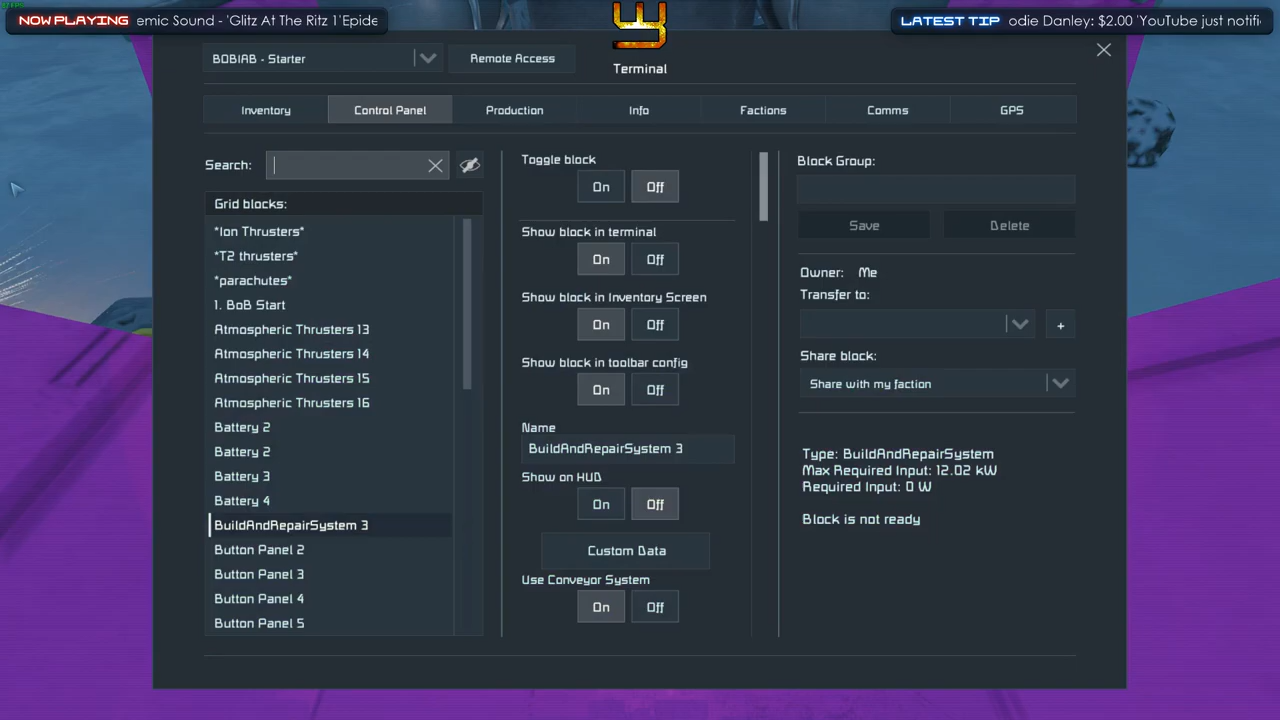 NOW PLAYING
emic Sound - 'Glitz At The Ritz 1'Epide
LATEST TIP
odie Danley: $2.00 'YouTube just notifi
BOBIAB - Starter
Remote Access
Terminal
Inventory
Control Panel
Production
Info
Factions
Comms
GPS
Search:
Grid blocks:
*Ion Thrusters*
*T2 thrusters*
*parachutes*
1. BoB Start
Atmospheric Thrusters 13
Atmospheric Thrusters 14
Atmospheric Thrusters 15
Atmospheric Thrusters 16
Battery 2
Battery 2
Battery 3
Battery 4
BuildAndRepairSystem 3
Button Panel 2
Button Panel 3
Button Panel 4
Button Panel 5
Toggle block
On Off
Show block in terminal
On Off
Show block in Inventory Screen
On Off
Show block in toolbar config
On Off
Name
BuildAndRepairSystem 3
Show on HUD
On Off
Custom Data
Use Conveyor System
On Off
Block Group:
Save
Delete
Owner: Me
Transfer to:
+
Share block:
Share with my faction
Type: BuildAndRepairSystem
Max Required Input: 12.02 kW
Required Input: 0 W
Block is not ready